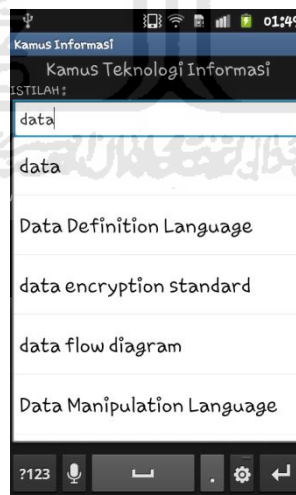 01:49
Kamus Informasi
Kamus Teknologi Informasi
ISTILAH:
data
data
Data Definition Language
data encryption standard
data flow diagram
Data Manipulation Language
?123 .